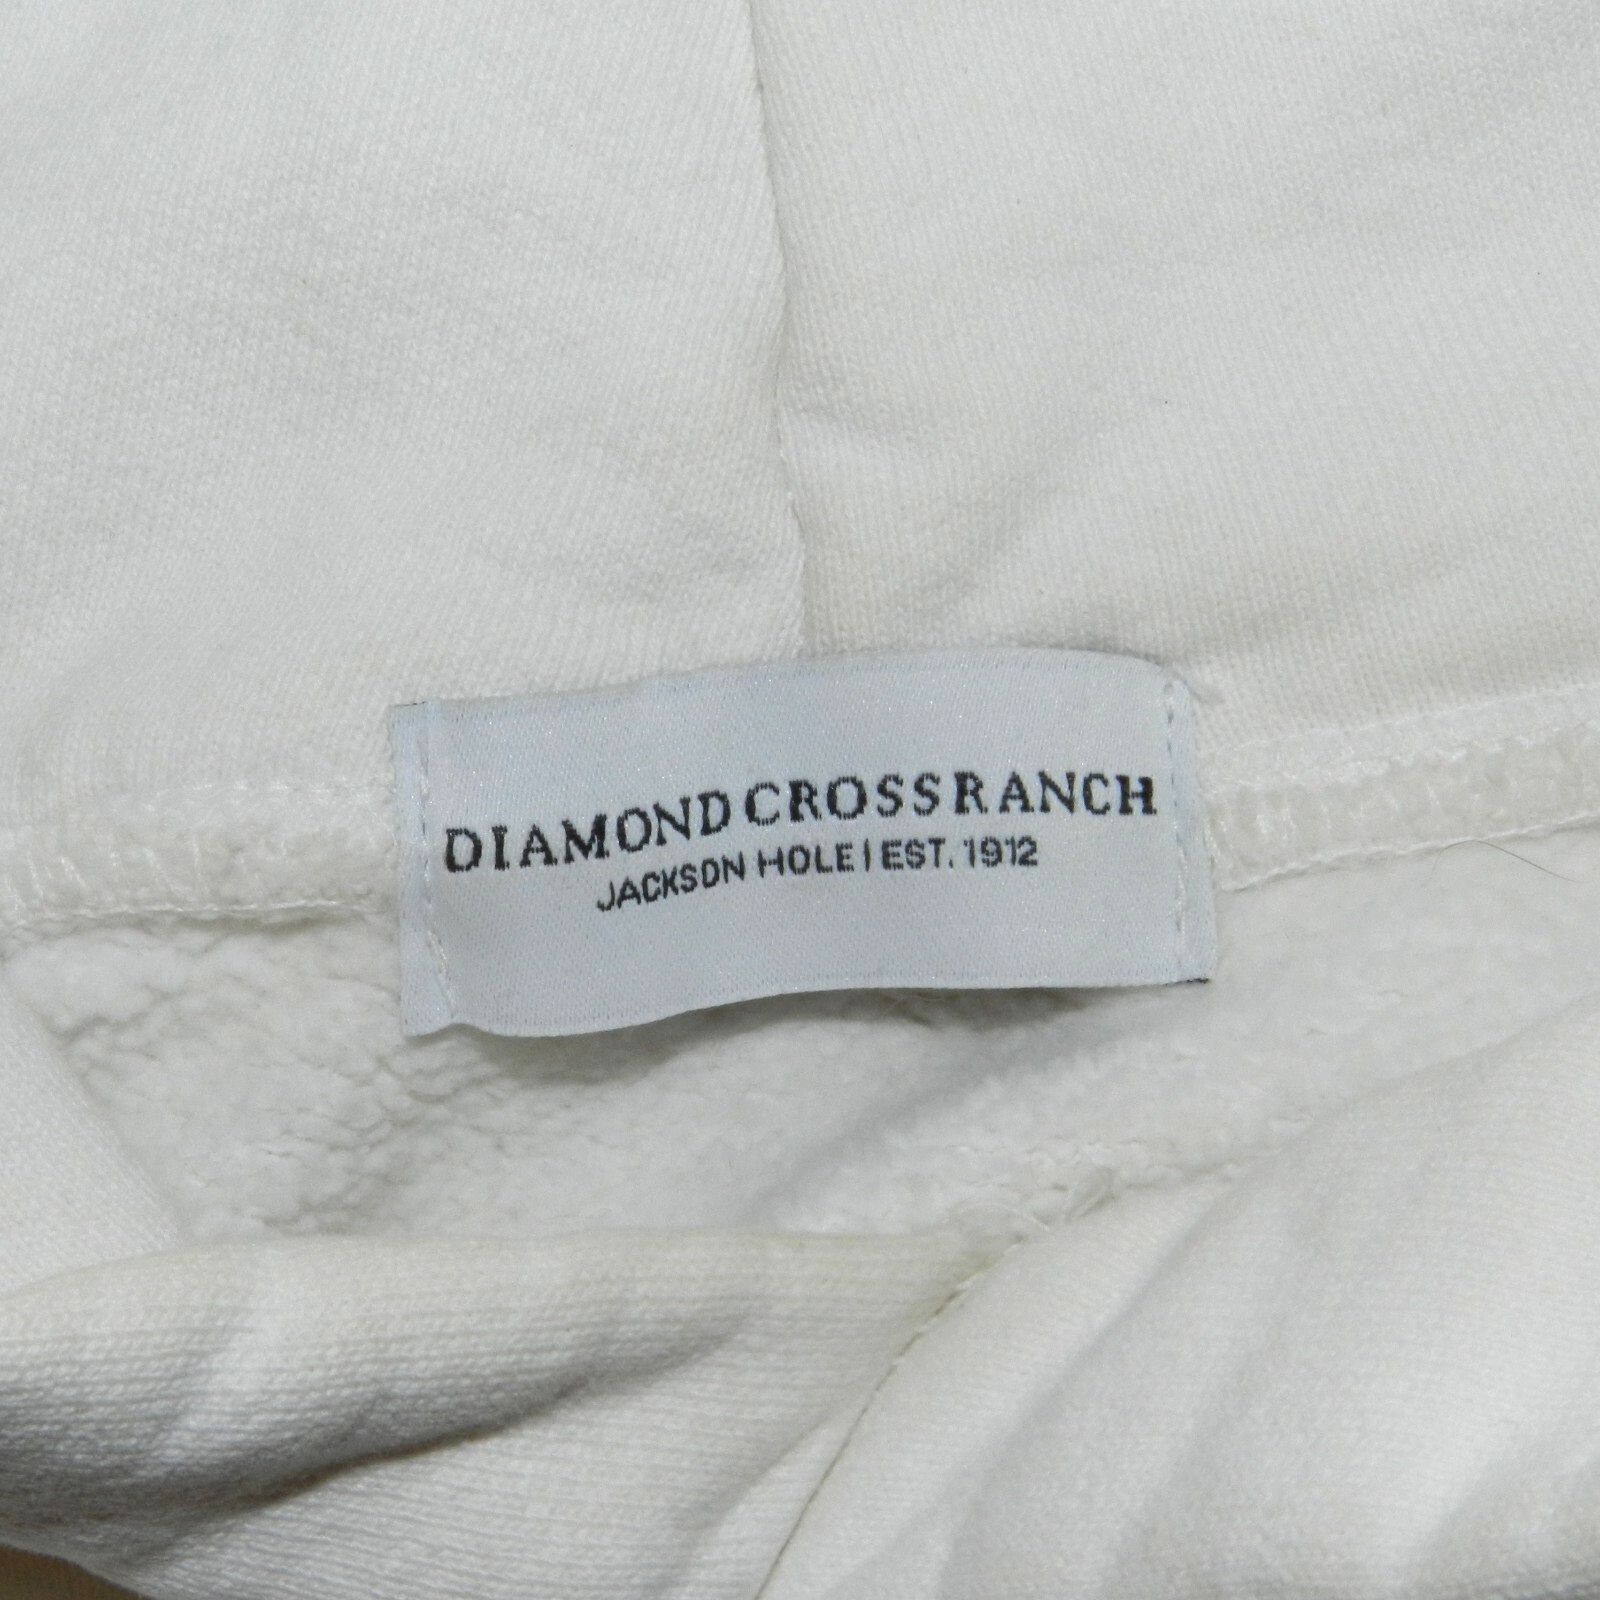 DIAMOND CROSS RANCH
JACKSON HOLE | EST. 1912